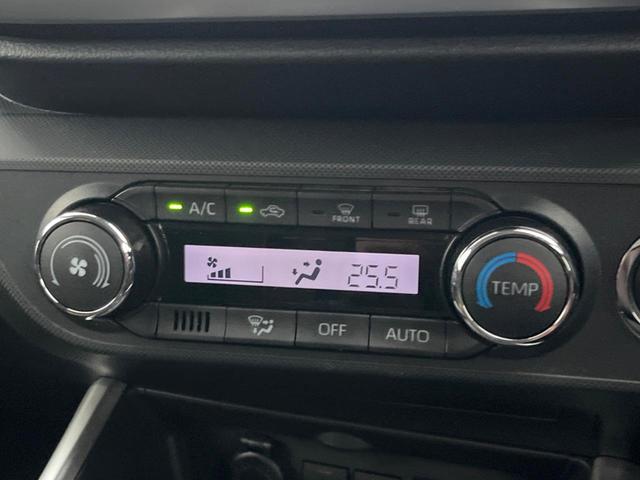 A/C
FRONT
REAR
25.5
TEMP
OFF
AUTO